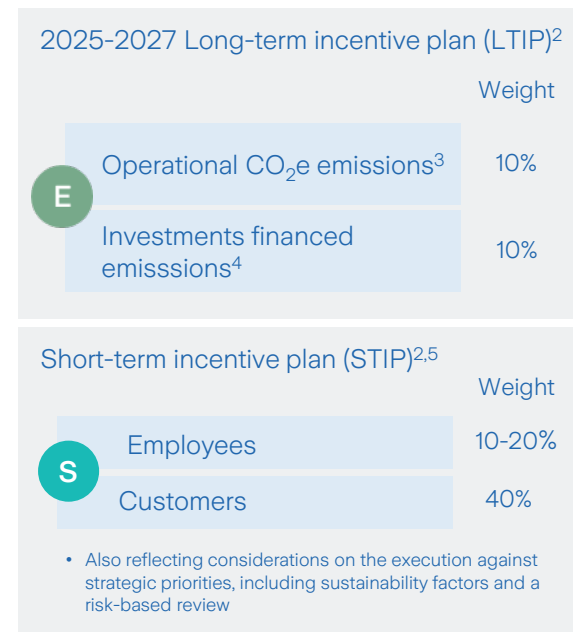 2025-2027 Long-term incentive plan (LTIP)2
Weight
E
Operational CO2e emissions3
10%
Investments financed
emisssions4
10%
Short-term incentive plan (STIP)2,5
Weight
S
Employees
10-20%
Customers
40%
• Also reflecting considerations on the execution against
strategic priorities, including sustainability factors and a
risk-based review